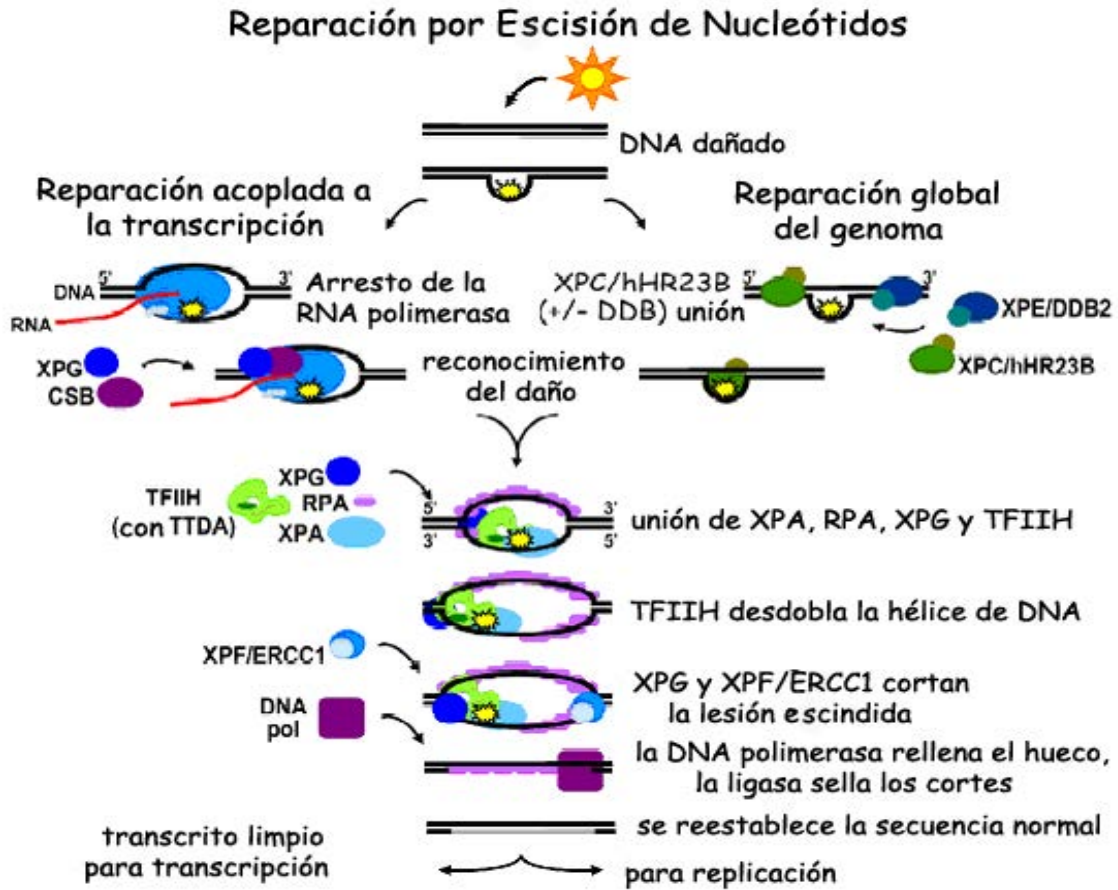 Reparación por Escisión de Nucleótidos
DNA dañado
Reparación acoplada a
la transcripción
Reparación global
del genoma
5'
3'
DNA
RNA
Arresto de la
RNA polimerasa
XPC/hHR23B
(+/- DDB) unión
5'
3'
XPE/DDB2
XPC/hHR23B
XPG
CSB
reconocimiento
del daño
TFIIH
(con TTDA)
XPG
RPA
XPA
5'
3'
3'
5'
unión de XPA, RPA, XPG y TFIIH
TFIIH desdobla la hélice de DNA
XPF/ERCC1
XPG y XPF/ERCC1 cortan
la lesión escindida
DNA
pol
la DNA polimerasa rellena el hueco,
la ligasa sella los cortes
se reestablece la secuencia normal
transcrito limpio
para transcripción
para replicación